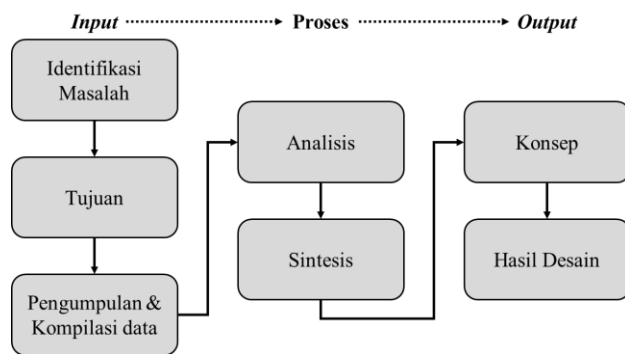 Input Proses Output
Identifikasi
Masalah
Tujuan
Pengumpulan &
Kompilasi data
Analisis
Sintesis
Konsep
Hasil Desain